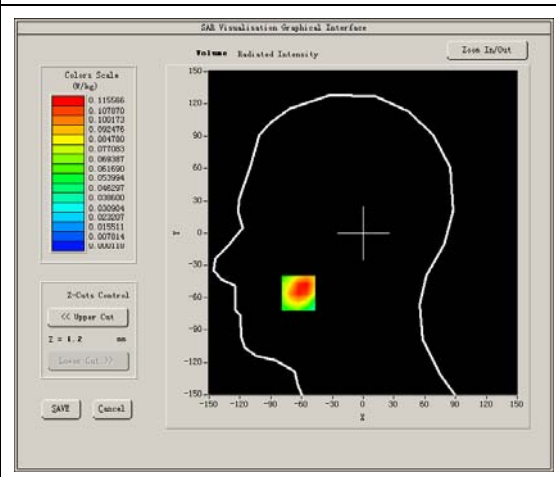 SAR Visualisation Graphical Interface
Volume Radiated Intensity
Zoom In/Out
Colors Scale
(W/kg)
0.115566
0.107870
0.100173
0.092476
0.084780
0.077083
0.069387
0.061690
0.053994
0.046297
0.038600
0.030904
0.023207
0.015511
0.007814
0.000118
Z-Cuts Control
<< Upper Cut
Z = 1.2 mm
Lower Cut >>
SAVE Cancel
150
120
90
60
30
Y 0
-30
-60
-90
-120
-150
-150 -120 -90 -60 -30 0 30 60 90 120 150
X